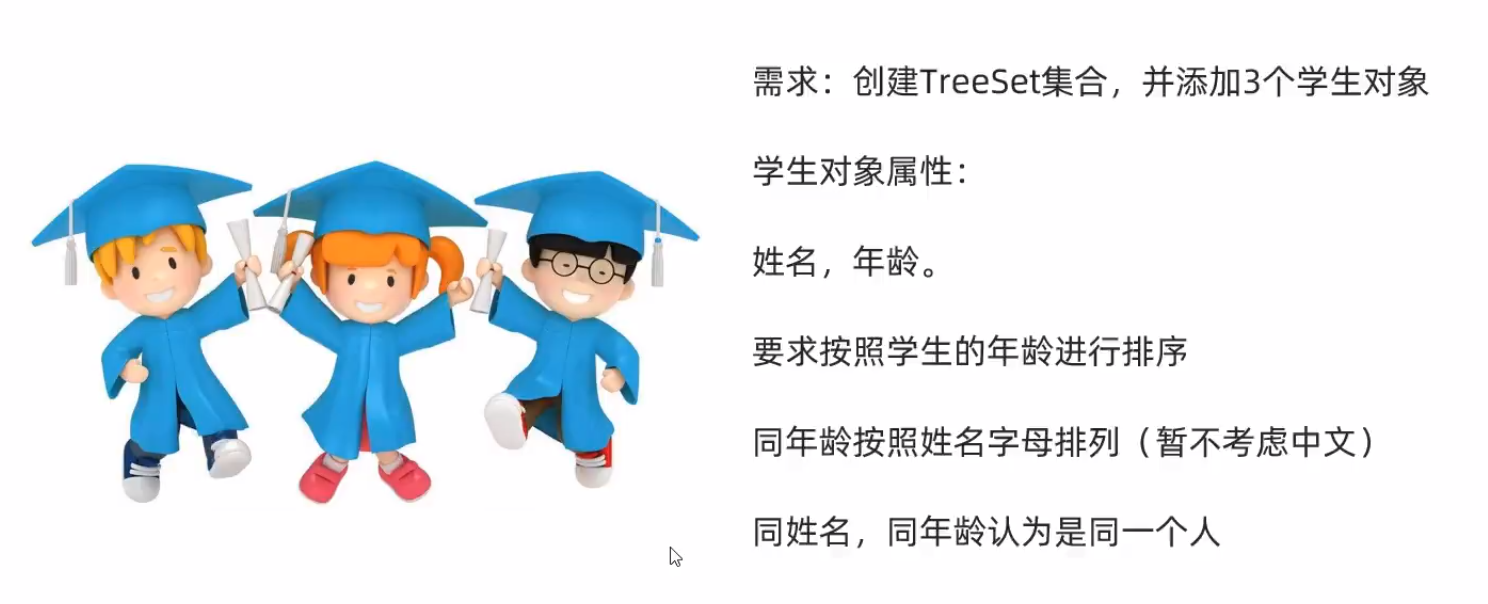 需求：创建TreeSet集合，并添加3个学生对象
学生对象属性：
姓名，年龄。
要求按照学生的年龄进行排序
同年龄按照姓名字母排列（暂不考虑中文）
同姓名，同年龄认为是同一个人